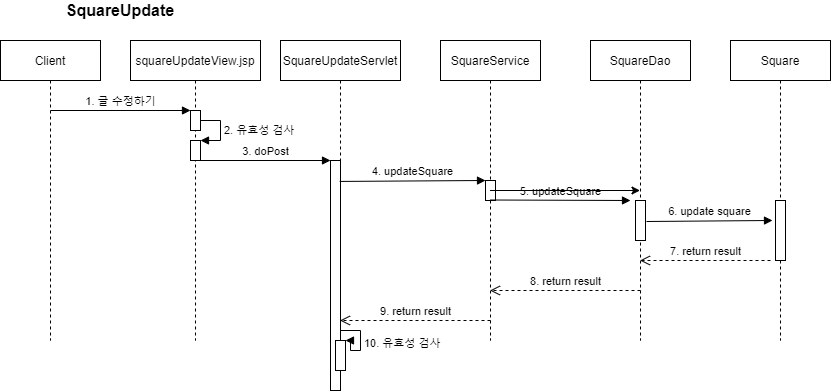 SquareUpdate
Client
squareUpdateView.jsp
SquareUpdateServlet
SquareService
SquareDao
Square
1. 글 수정하기
2. 유효성 검사
3. doPost
4. updateSquare
5. updateSquare
6. update square
7. return result
8. return result
9. return result
10. 유효성 검사